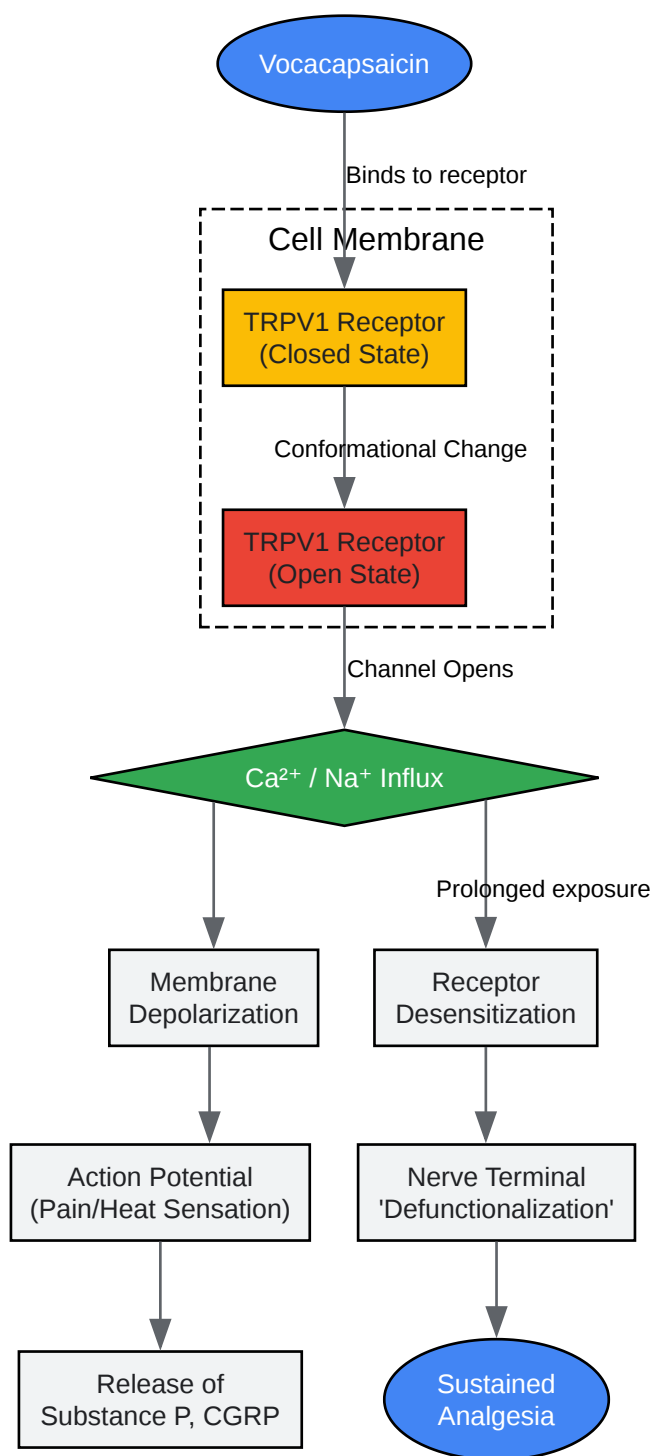 Vocacapsaicin
Binds to receptor
Cell Membrane
TRPV1 Receptor
(Closed State)
Conformational Change
TRPV1 Receptor
(Open State)
Channel Opens
Ca²⁺ / Na⁺ Influx
Prolonged exposure
Membrane
Depolarization
Receptor
Desensitization
Action Potential
(Pain/Heat Sensation)
Nerve Terminal
'Defunctionalization'
Release of
Substance P, CGRP
Sustained
Analgesia